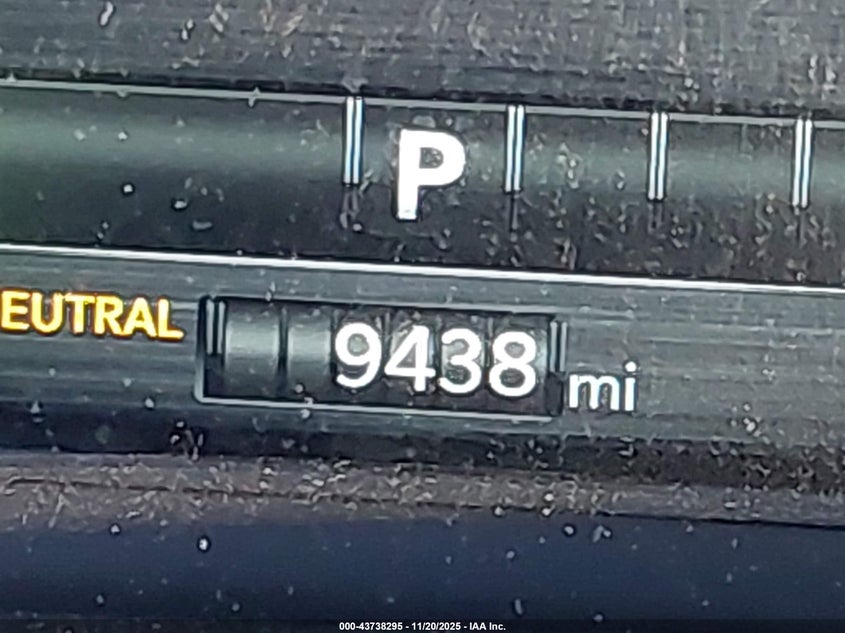 P
EUTRAL
9438 mi
000-43738295 - 11/20/2025 - IAA Inc.